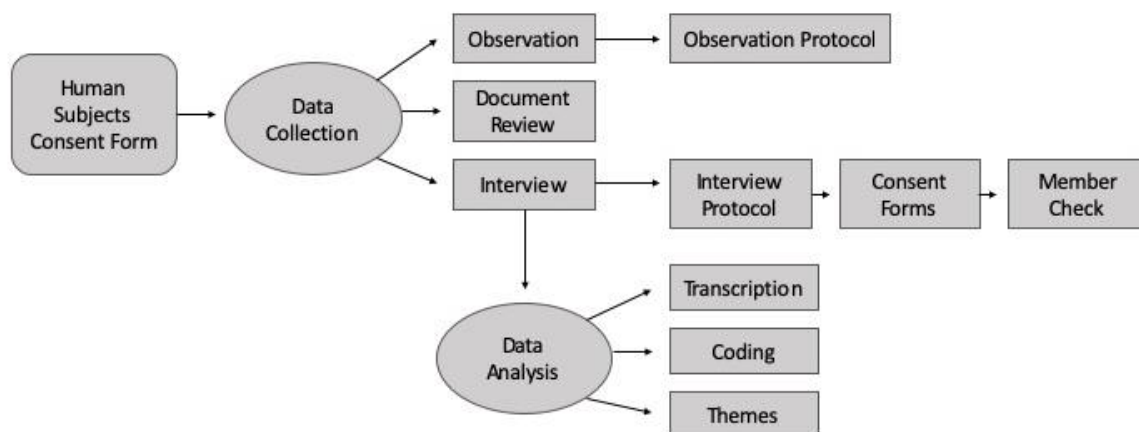 Human
Subjects
Consent Form
Data
Collection
Observation
Observation Protocol
Document
Review
Interview
Interview
Protocol
Consent
Forms
Member
Check
Data
Analysis
Transcription
Coding
Themes